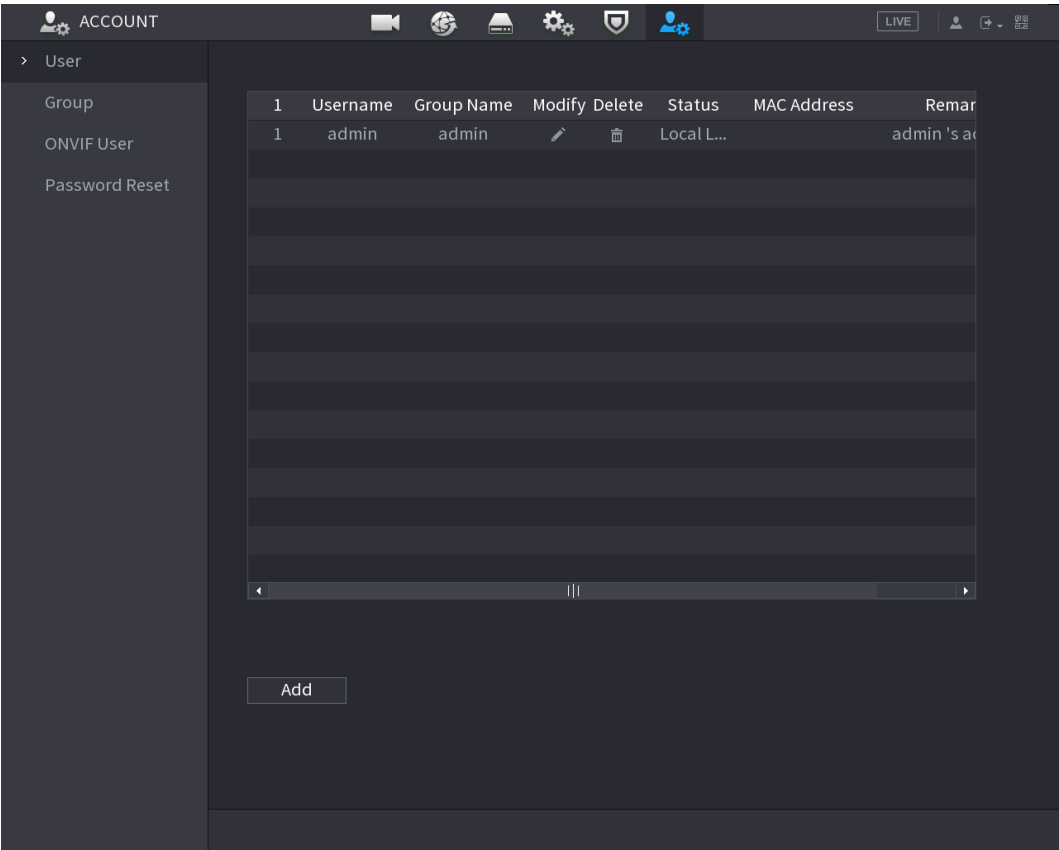 ACCOUNT LIVE
User
Group
ONVIF User
Password Reset
1 Username Group Name Modify Delete Status MAC Address Remar
1 admin admin Local L... admin 's a
Add